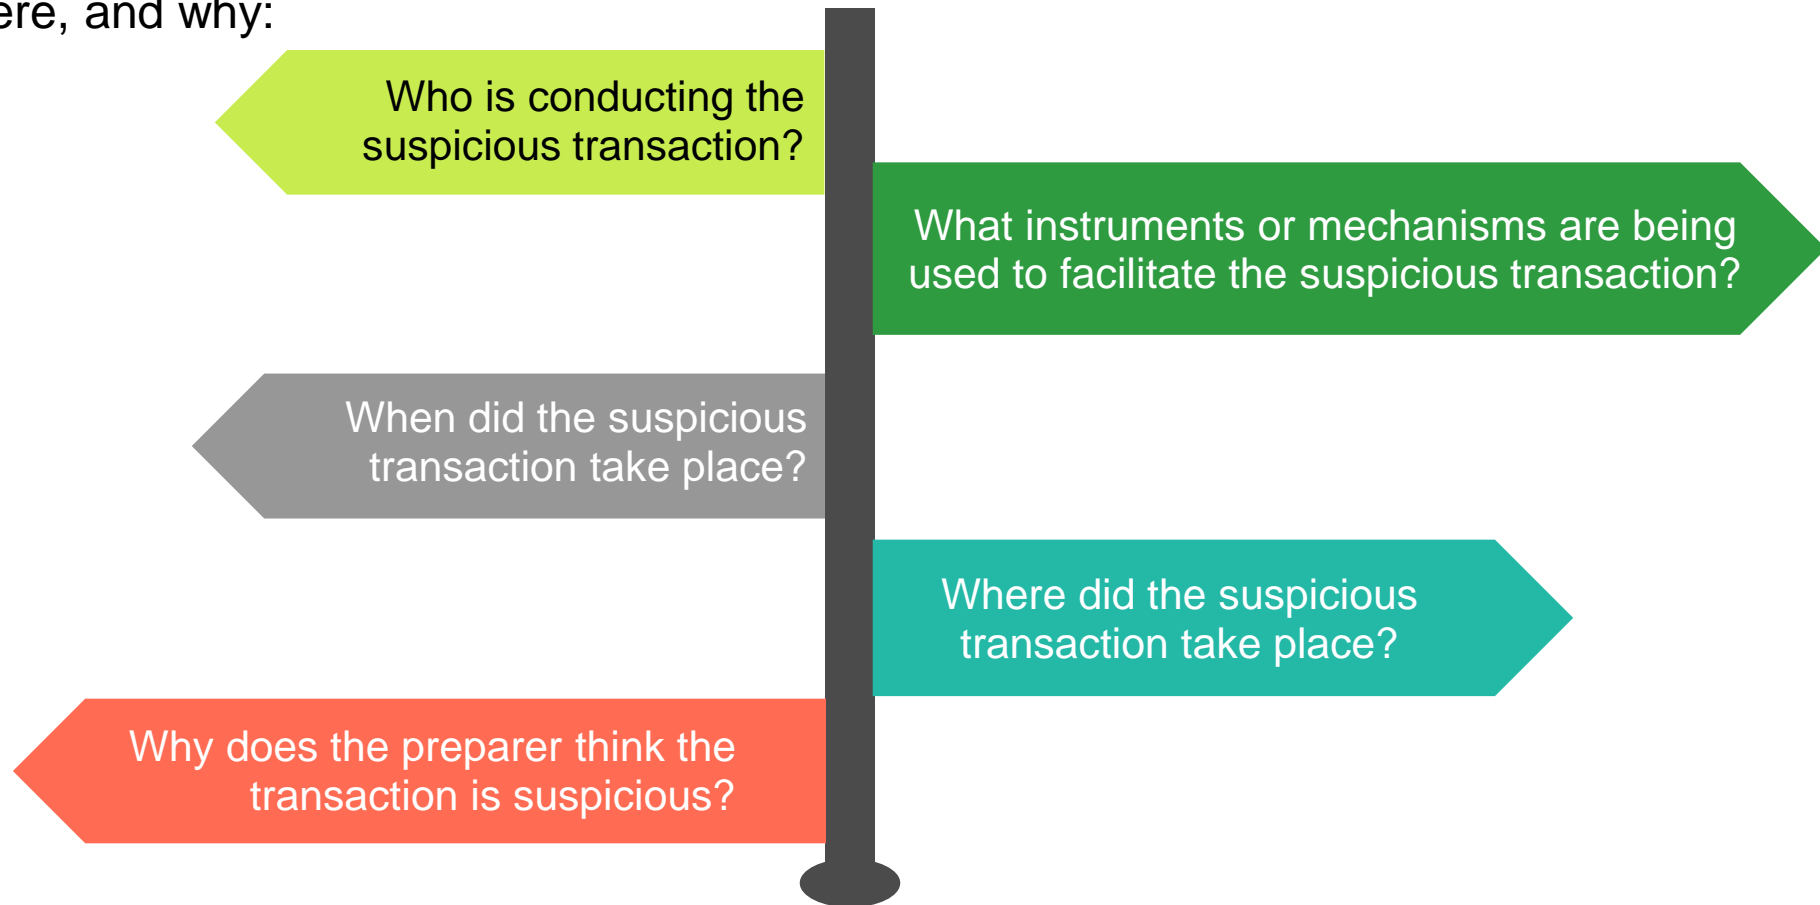 ere, and why:
Who is conducting the
suspicious transaction?
What instruments or mechanisms are being
used to facilitate the suspicious transaction?
When did the suspicious
transaction take place?
Where did the suspicious
transaction take place?
Why does the preparer think the
transaction is suspicious?